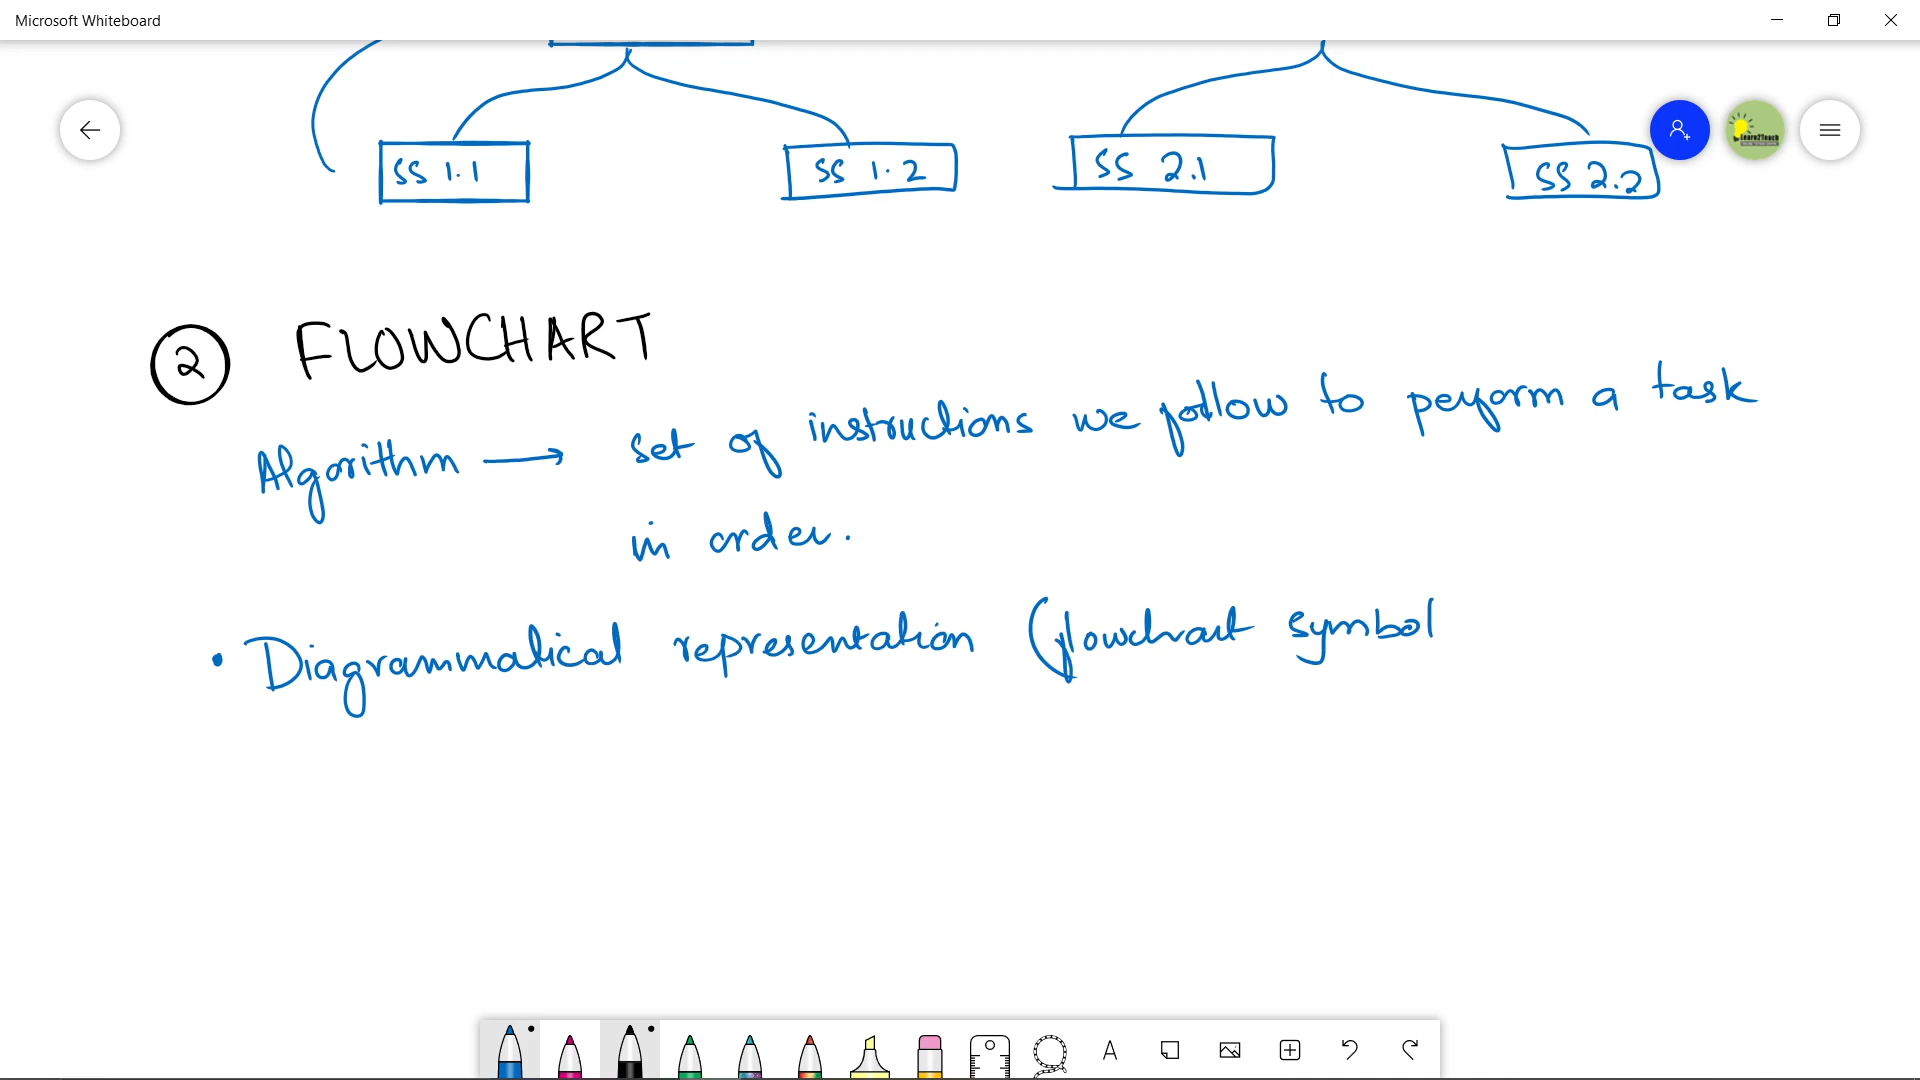 Microsoft Whiteboard
SS 1.1
SS 1.2
SS 2.1
SS 2.2
Learn2Teach
2 FLOWCHART
Algorithm → set of instructions we follow to perform a task
in order.
• Diagrammatical representation (flowchart symbol
A